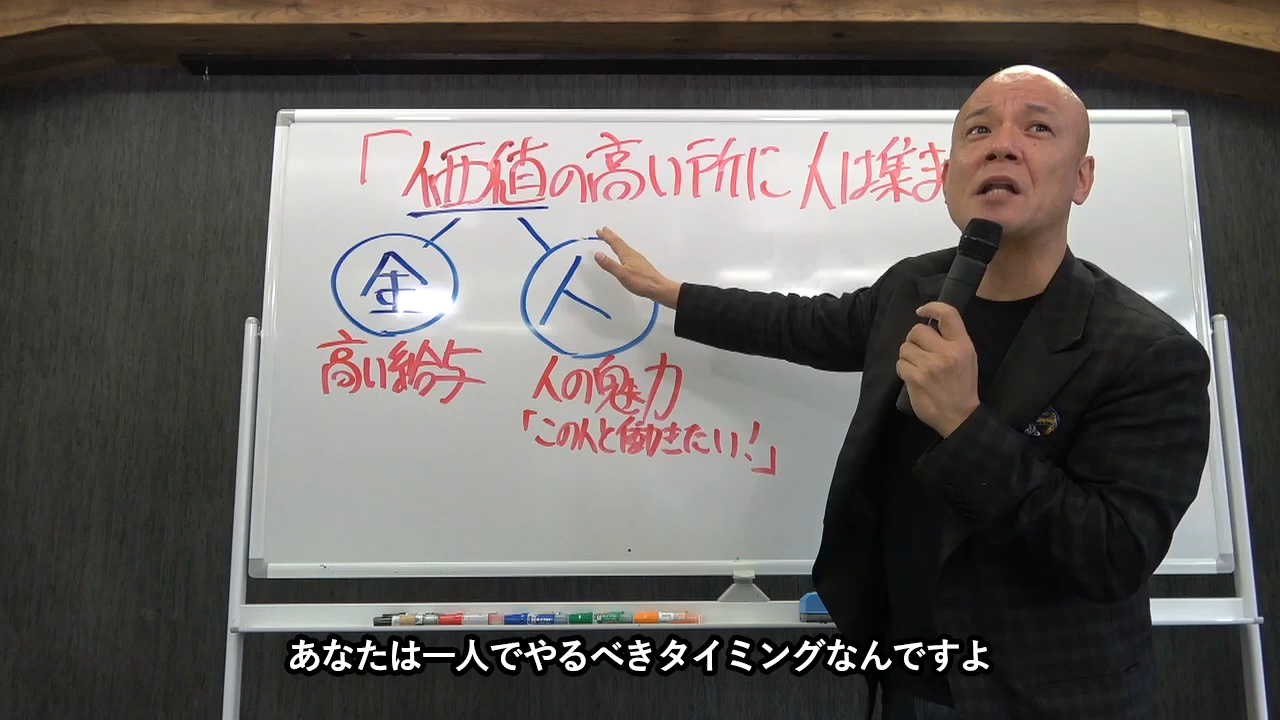 「価値の高い所に人は集ま
金
人
高い給与
人の魅力
「この人と働きたい!」
あなたは一人でやるべきタイミングなんですよ